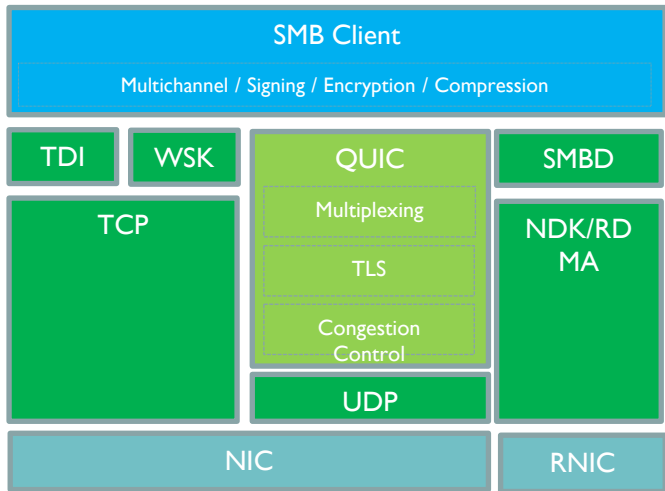 SMB Client
Multichannel / Signing / Encryption / Compression
TDI
WSK
QUIC
SMBD
TCP
Multiplexing
NDK/RD
MA
TLS
Congestion
Control
UDP
NIC
RNIC